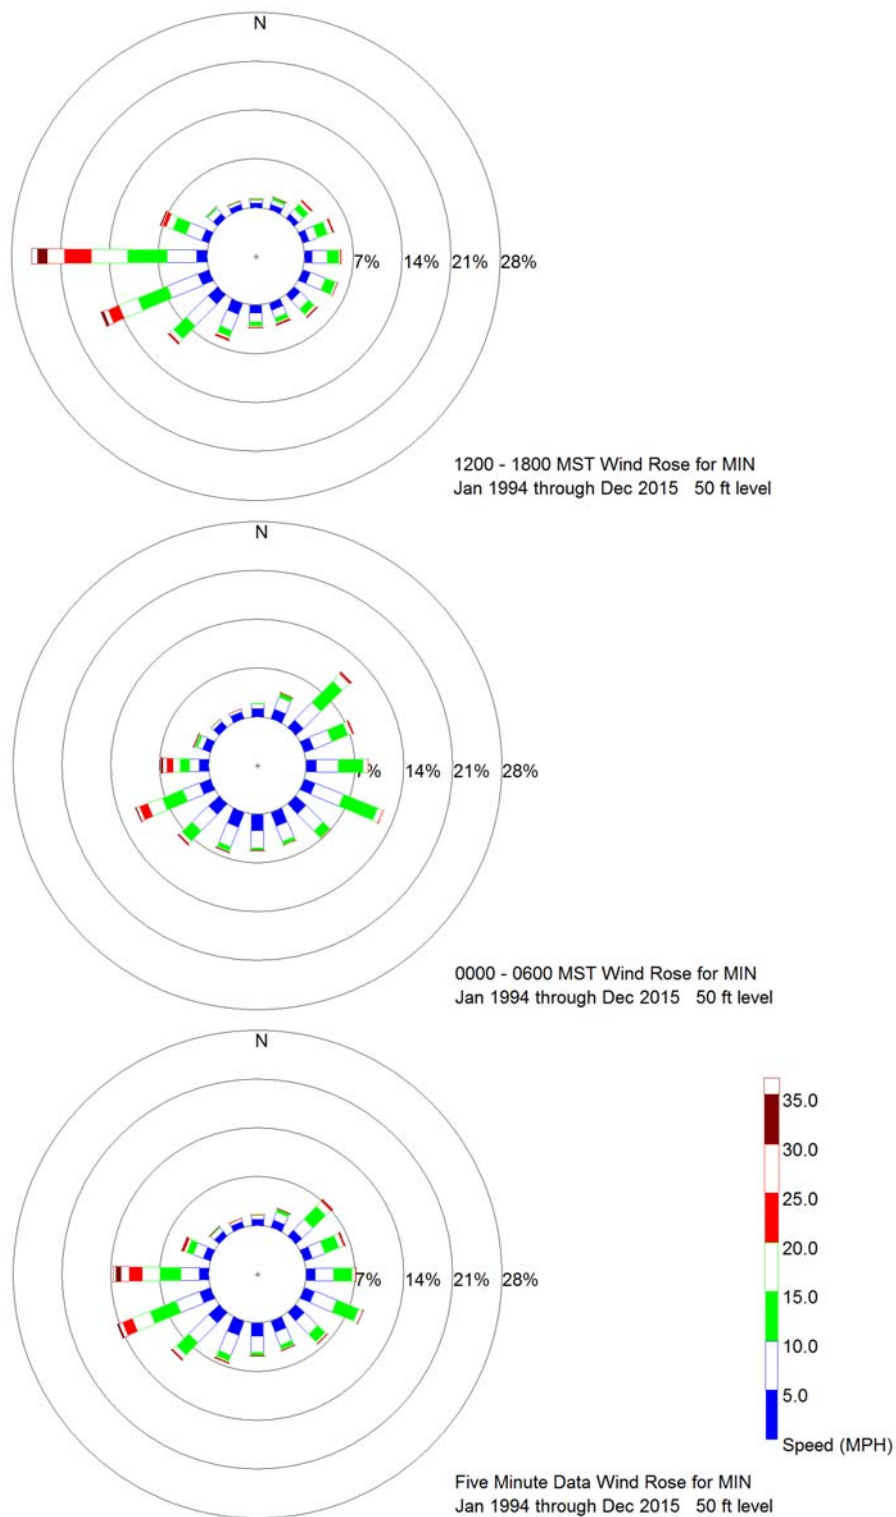 N
7% 14% 21% 28%
1200 - 1800 MST Wind Rose for MIN
Jan 1994 through Dec 2015 50 ft level
N
7% 14% 21% 28%
0000 - 0600 MST Wind Rose for MIN
Jan 1994 through Dec 2015 50 ft level
N
7% 14% 21% 28%
35.0
30.0
25.0
20.0
15.0
10.0
5.0
Speed (MPH)
Five Minute Data Wind Rose for MIN
Jan 1994 through Dec 2015 50 ft level